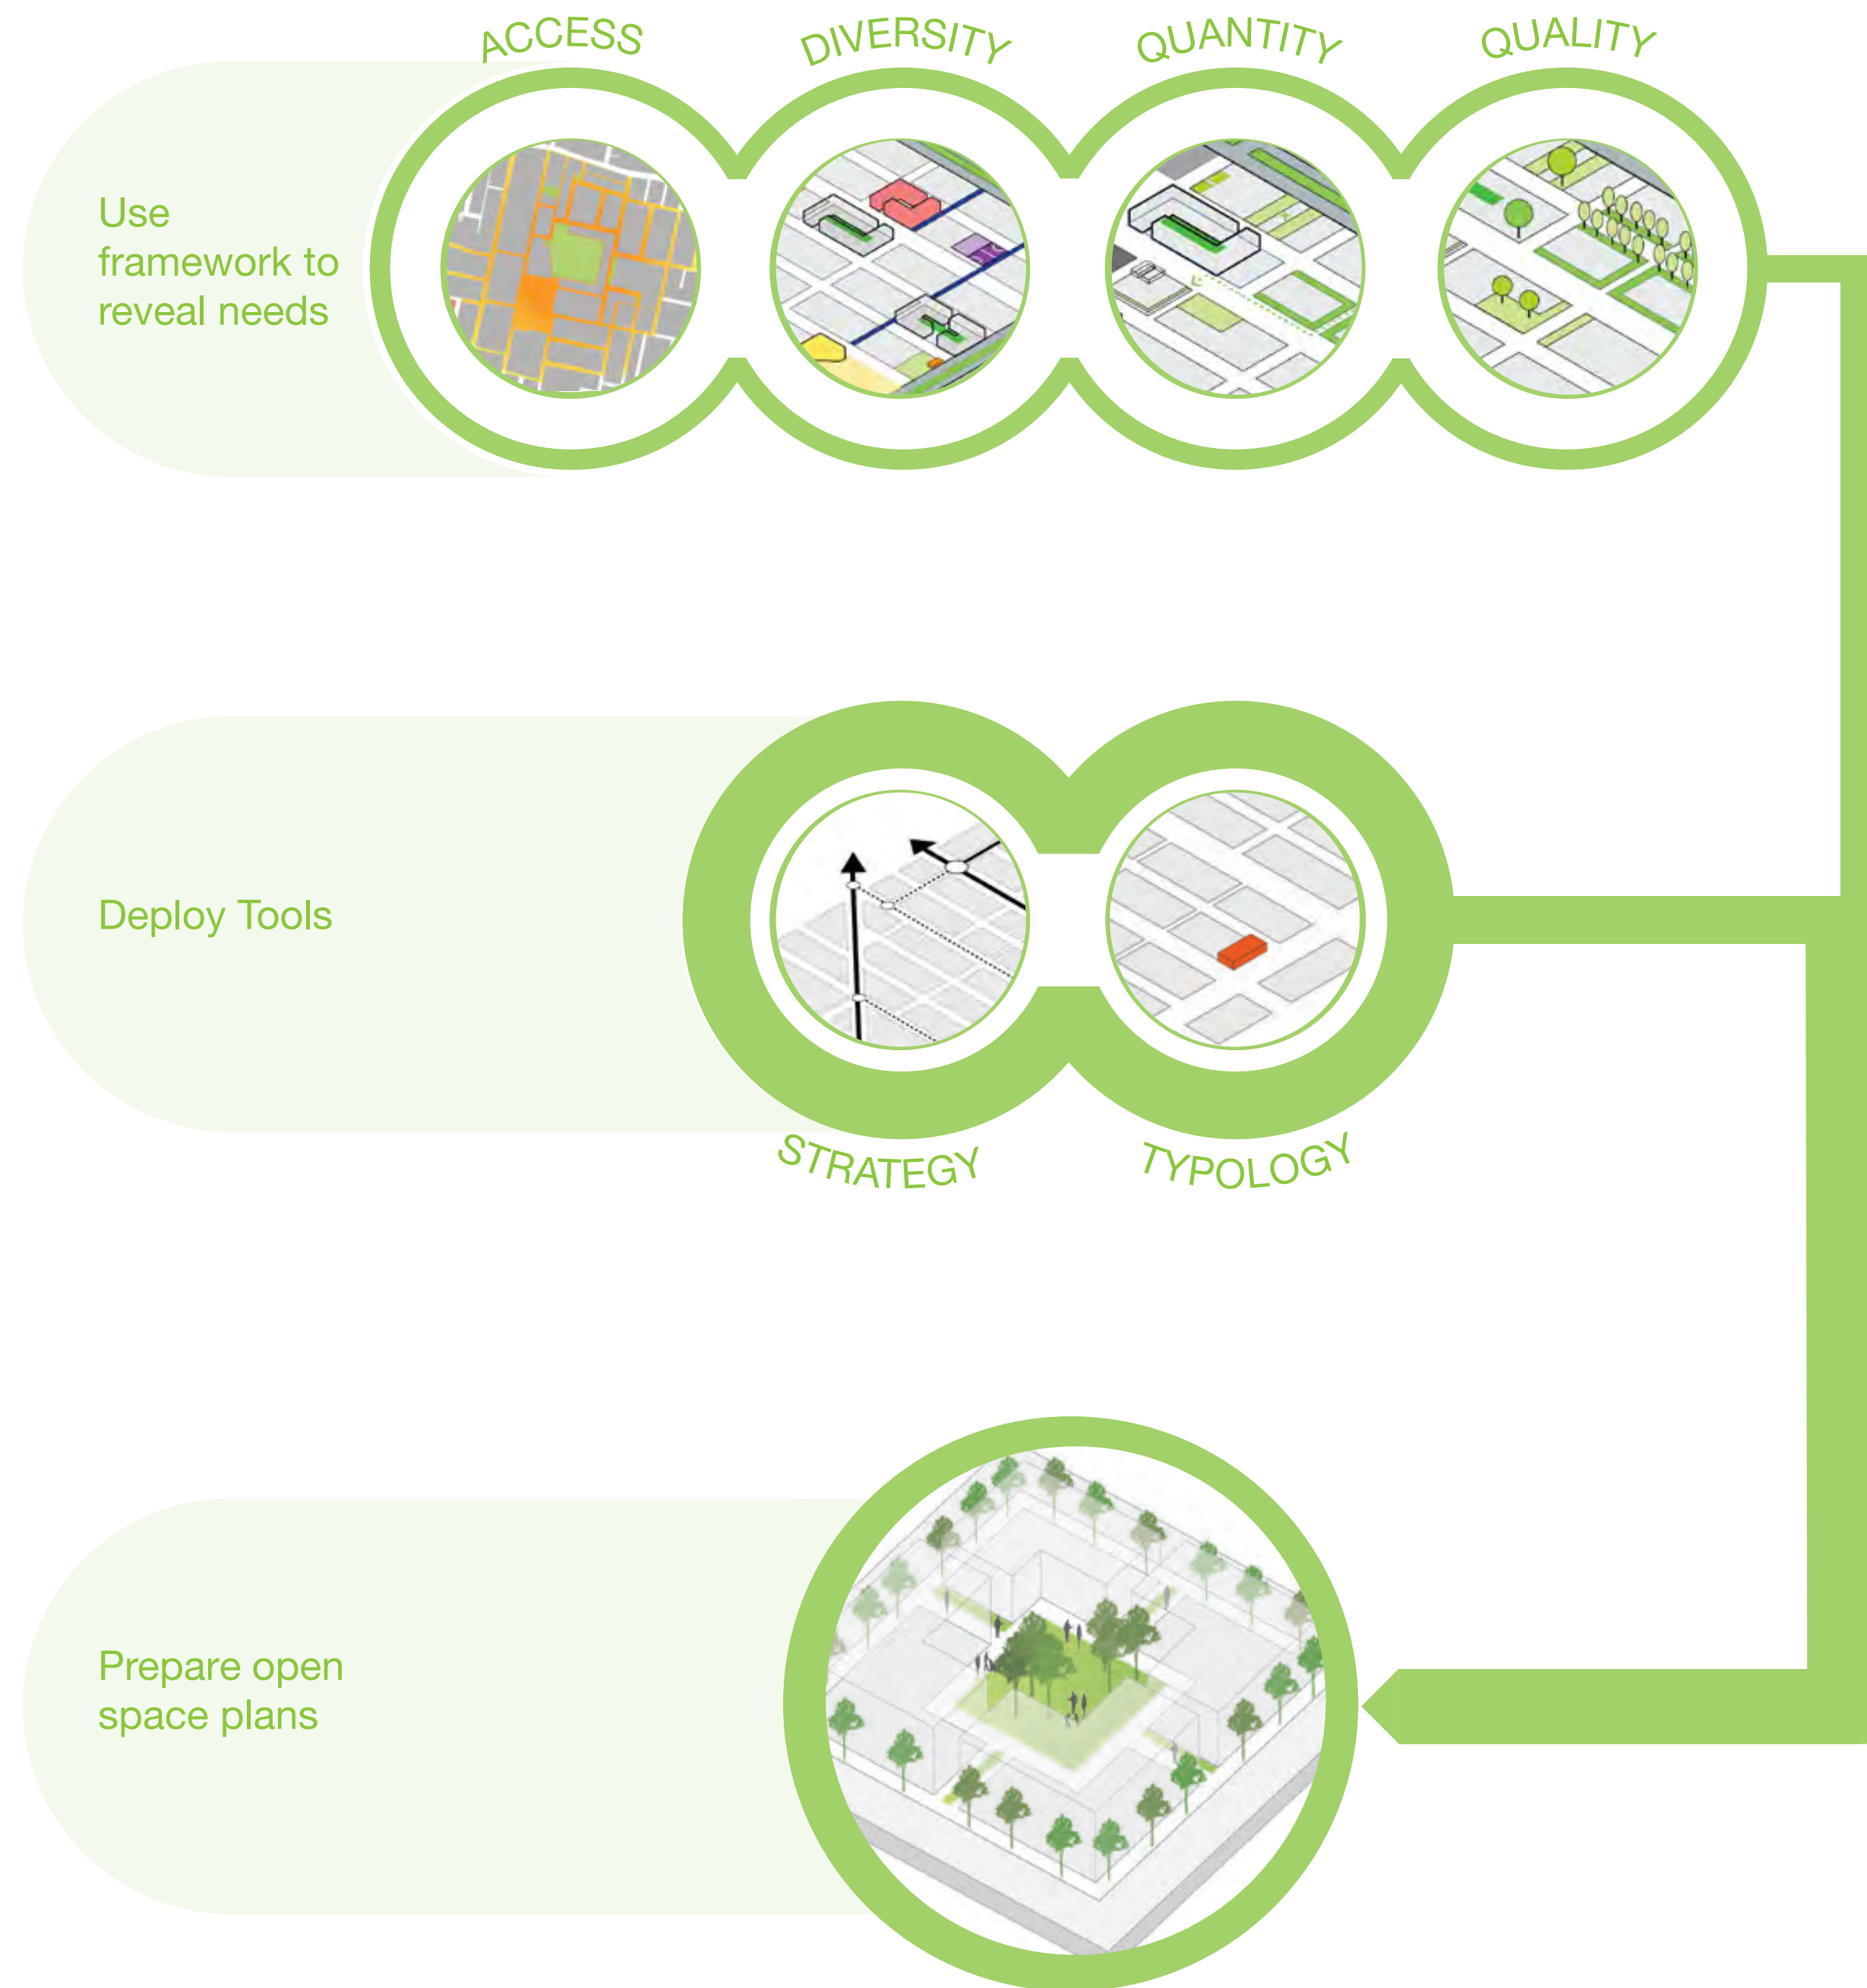 ACCESS
DIVERSITY
QUANTITY
QUALITY
Use
framework to
reveal needs
Deploy Tools
STRATEGY
TYPOLOGY
Prepare open
space plans